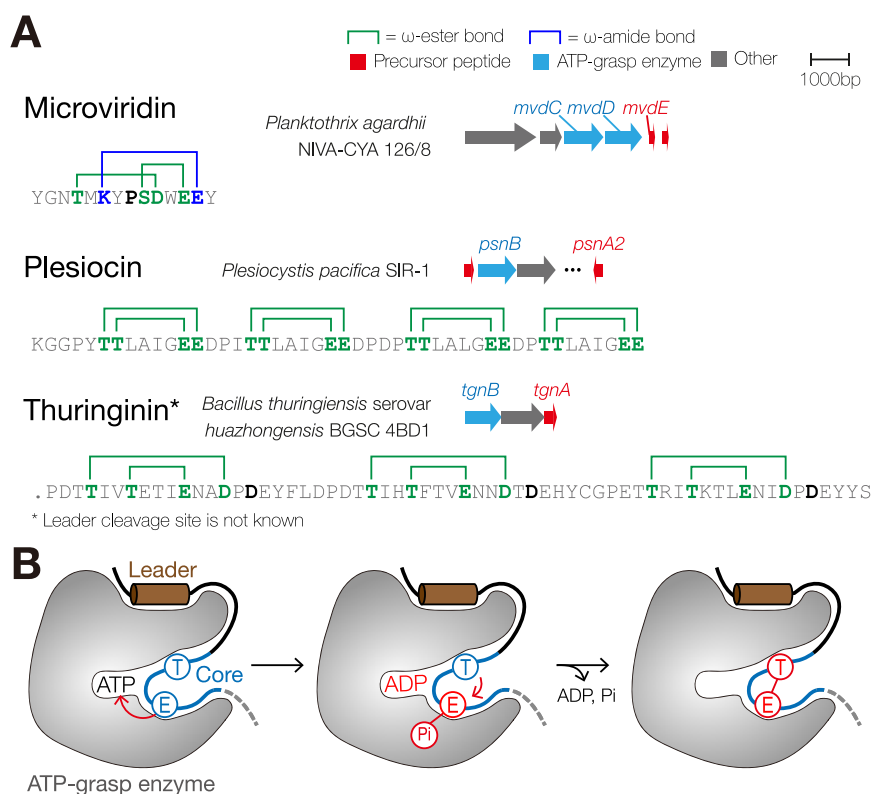 A
= ω-ester bond = ω-amide bond
Precursor peptide ATP-grasp enzyme Other
1000bp
Microviridin
Planktothrix agardhii
NIVA-CYA 126/8
mvdC mvdD mvdE
YGNTMKYPSDWEEY
Plesiocin
Plesiocystis pacifica SIR-1
psnB psnA2
...
KGGPYTTLAIGEEDPITTLAIGEEDPDPTTLALGEEDPTTLAIGEE
Thuringinin*
Bacillus thuringiensis serovar
huazhongensis BGSC 4BD1
tgnB tgnA
.PDTTIVTETIENADPDEYFLDPDTTIHTFTVENNDTDEHYCGPETTRITKTLENIDPDEYYS
* Leader cleavage site is not known
B
Leader
T
Core
ATP
E
ATP-grasp enzyme
T
ADP
E
Pi
ADP, Pi
T
E